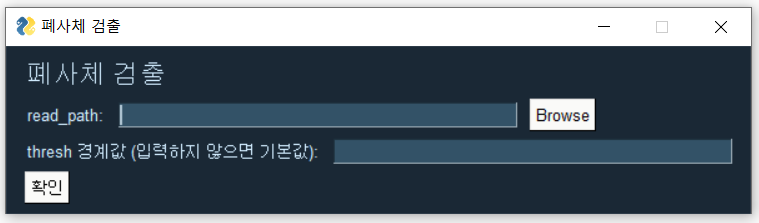 폐사체 검출
폐사체 검출
read_path: Browse
thresh 경계값 (입력하지 않으면 기본값):
확인